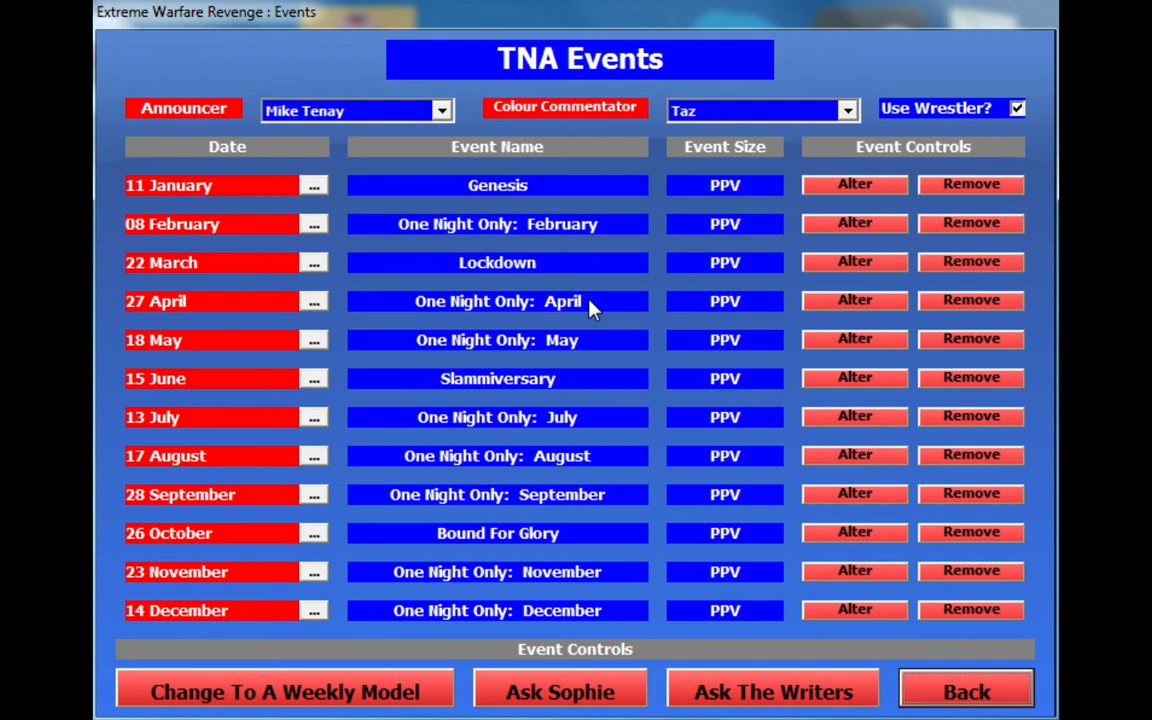 Extreme Warfare Revenge : Events
TNA Events
Announcer Mike Tenay Colour Commentator Taz Use Wrestler?
Date Event Name Event Size Event Controls
11 January ... Genesis PPV Alter Remove
08 February ... One Night Only: February PPV Alter Remove
22 March ... Lockdown PPV Alter Remove
27 April ... One Night Only: April PPV Alter Remove
18 May ... One Night Only: May PPV Alter Remove
15 June ... Slammiversary PPV Alter Remove
13 July ... One Night Only: July PPV Alter Remove
17 August ... One Night Only: August PPV Alter Remove
28 September ... One Night Only: September PPV Alter Remove
26 October ... Bound For Glory PPV Alter Remove
23 November ... One Night Only: November PPV Alter Remove
14 December ... One Night Only: December PPV Alter Remove
Event Controls
Change To A Weekly Model Ask Sophie Ask The Writers Back